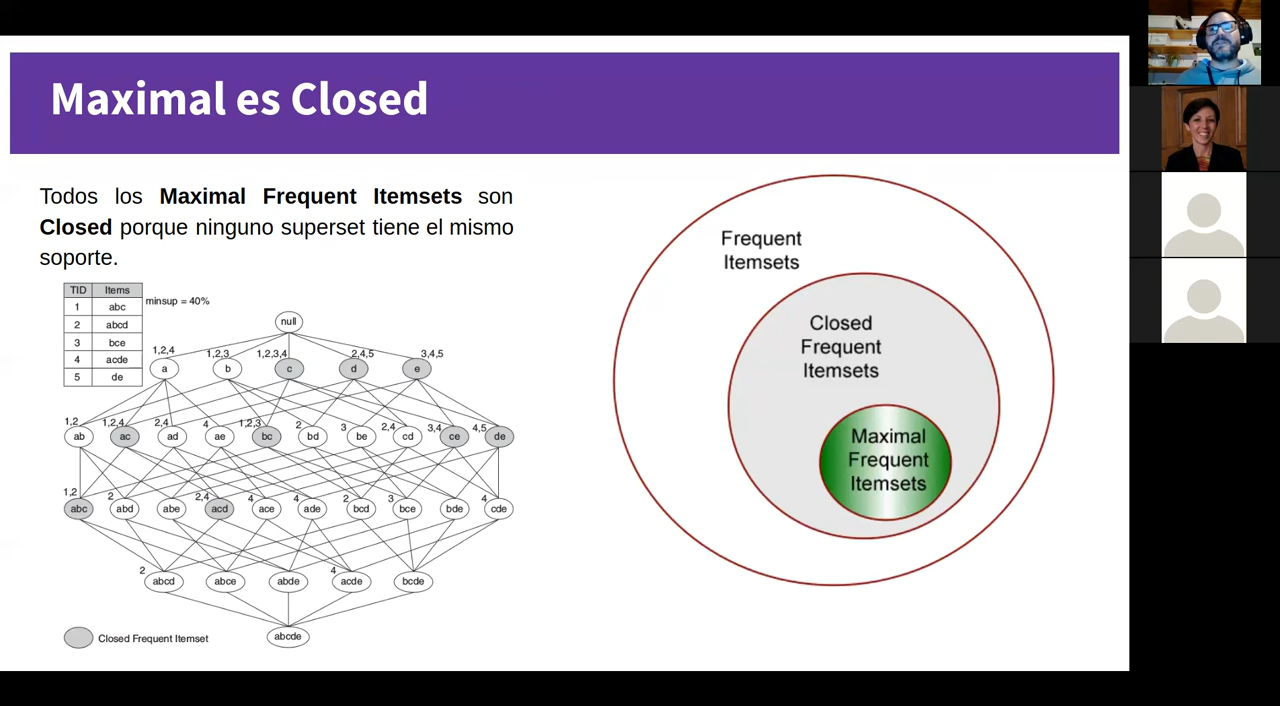 Maximal es Closed
Todos los Maximal Frequent Itemsets son
Closed porque ninguno superset tiene el mismo
soporte.
TID Items
1 abc
2 abcd
3 bce
4 acde
5 de
minsup = 40%
null
1,2,4 1,2,3 1,2,3,4 2,4,5 3,4,5
a b c d e
1,2 1,2,4 2,4 4 1,2,3 2 3 2,4 3,4 4,5
ab ac ad ae bc bd be cd ce de
1,2 2 2,4 4 4 2 3 4
abc abd abe acd ace ade bcd bce bde cde
2 4
abcd abce abde acde bcde
abcde
Closed Frequent Itemset
Frequent
Itemsets
Closed
Frequent
Itemsets
Maximal
Frequent
Itemsets